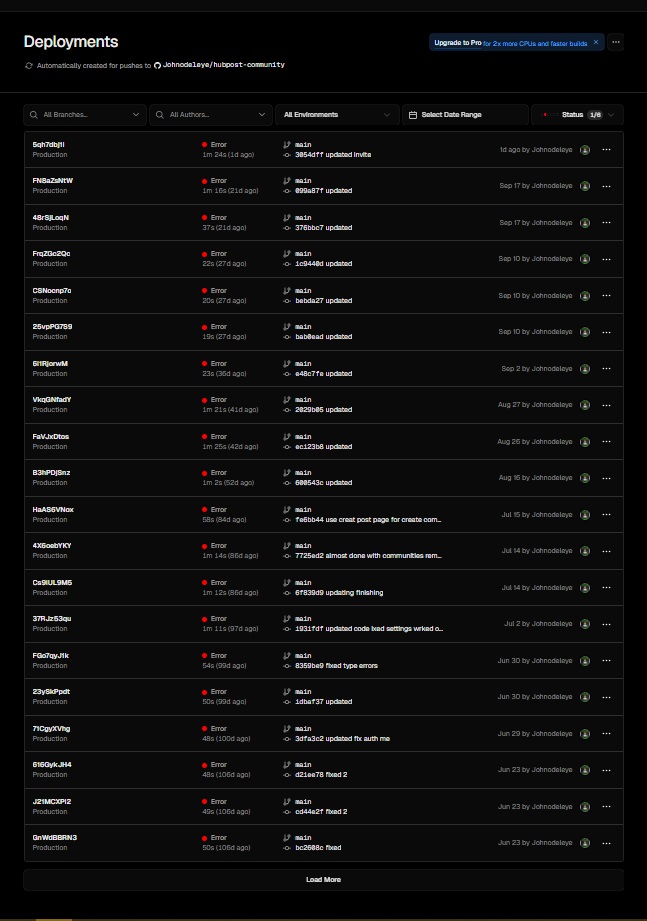 Deployments
Upgrade to Pro for 2x more CPUs and faster builds
Automatically created for pushes to Johnodeleye/hubpost-community
All Branches...
All Authors...
All Environments
Select Date Range
Status 1/6
5qh7dbj1i
Production
Error
1m 24s (1d ago)
main
3054dff updated invite
1d ago by Johnodeleye
FN8aZsNtW
Production
Error
1m 16s (21d ago)
main
099a87f updated
Sep 17 by Johnodeleye
48rSjLoqN
Production
Error
37s (21d ago)
main
376bbc7 updated
Sep 17 by Johnodeleye
FrqZGc2Qc
Production
Error
22s (27d ago)
main
1c9440d updated
Sep 10 by Johnodeleye
CSNocnp7o
Production
Error
20s (27d ago)
main
bebda27 updated
Sep 10 by Johnodeleye
25vpPG7S9
Production
Error
19s (27d ago)
main
bab0ead updated
Sep 10 by Johnodeleye
6i1RjorwM
Production
Error
23s (35d ago)
main
e48c7fe updated
Sep 2 by Johnodeleye
VkqGNfadY
Production
Error
1m 21s (41d ago)
main
2029b05 updated
Aug 27 by Johnodeleye
FaVJxDtos
Production
Error
1m 25s (42d ago)
main
ec123b8 updated
Aug 26 by Johnodeleye
B3hPDjSnz
Production
Error
1m 2s (52d ago)
main
600543c updated
Aug 16 by Johnodeleye
HaAS6VNox
Production
Error
58s (84d ago)
main
fe6bb44 use creat post page for create com...
Jul 15 by Johnodeleye
4X6oebYKY
Production
Error
1m 14s (86d ago)
main
7725ed2 almost done with communities rem...
Jul 14 by Johnodeleye
Cs9iUL9M5
Production
Error
1m 12s (86d ago)
main
6f839d9 updating finishing
Jul 14 by Johnodeleye
37RJz53qu
Production
Error
1m 11s (97d ago)
main
1931fdf updated code ixed settings wrked o...
Jul 2 by Johnodeleye
FGo7qyJ1k
Production
Error
54s (99d ago)
main
8359be9 fixed type errors
Jun 30 by Johnodeleye
23ySkPpdt
Production
Error
50s (99d ago)
main
1dbaf37 updated
Jun 30 by Johnodeleye
71CgyXVhg
Production
Error
48s (100d ago)
main
3dfa3c2 updated fix auth me
Jun 29 by Johnodeleye
616GykJH4
Production
Error
48s (106d ago)
main
d21ee78 fixed 2
Jun 23 by Johnodeleye
J21MCXPi2
Production
Error
49s (106d ago)
main
cd44e2f fixed 2
Jun 23 by Johnodeleye
GnWdBBRN3
Production
Error
50s (106d ago)
main
bc2608c fixed
Jun 23 by Johnodeleye
Load More